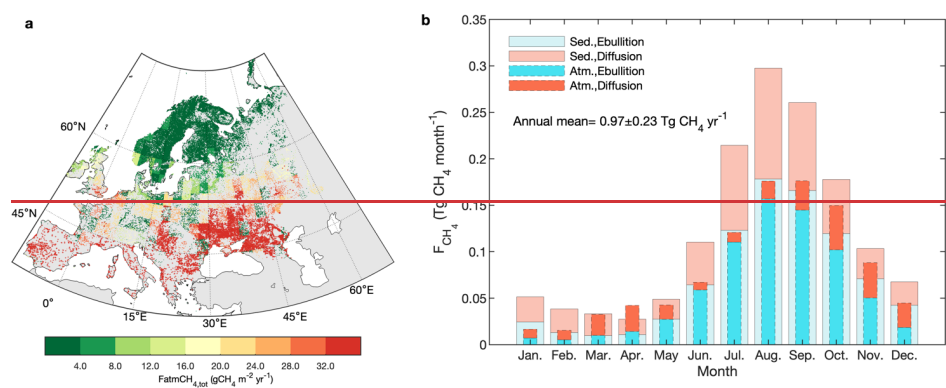 a
60°N
45°N
0°
15°E
30°E
45°E
60°E
4.0 8.0 12.0 16.0 20.0 24.0 28.0 32.0
FatmCH4,tot (gCH4 m-2 yr-1)
b
0.35
0.3
0.25
0.2
0.15
0.1
0.05
0
FCH4 (Tg CH4 month-1)
Sed.,Ebullition
Sed.,Diffusion
Atm.,Ebullition
Atm.,Diffusion
Annual mean= 0.97±0.23 Tg CH4 yr-1
Jan. Feb. Mar. Apr. May Jun. Jul. Aug. Sep. Oct. Nov. Dec.
Month